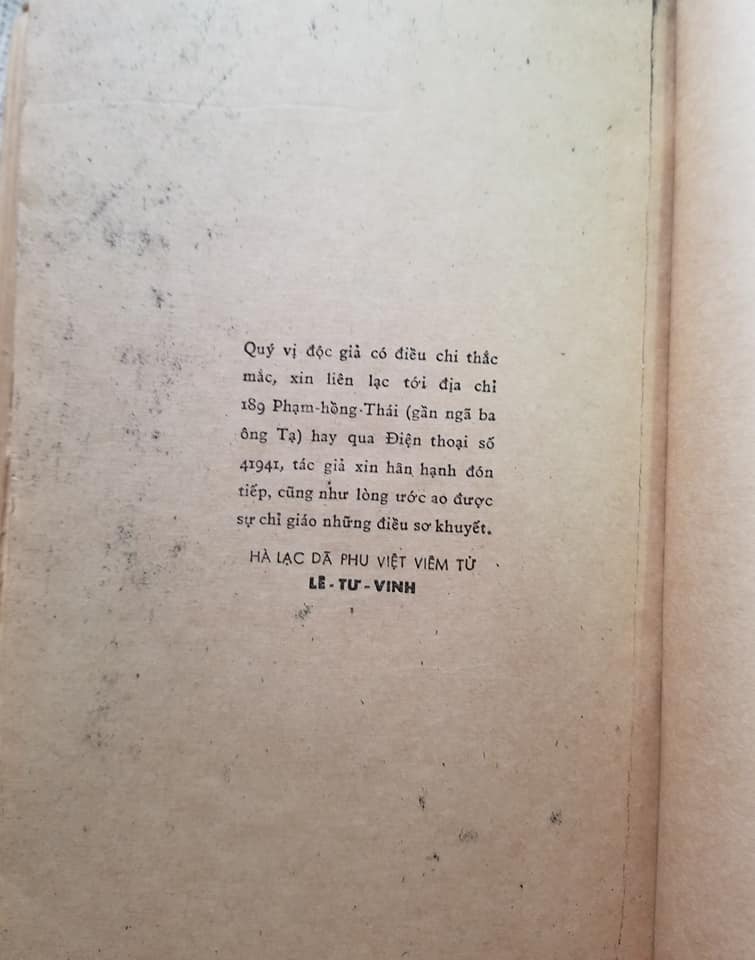 Quý vị độc giả có điều chi thắc
mắc, xin liên lạc tới địa chỉ
189 Phạm-hồng-Thái (gần ngã ba
ông Tạ) hay qua Điện thoại số
41941, tác giả xin hân hạnh đón
tiếp, cũng như lòng ước ao được
sự chỉ giáo những điều sơ khuyết.
HÀ LẠC DÃ PHU VIỆT VIÊM TỬ
LÊ - TƯ - VINH